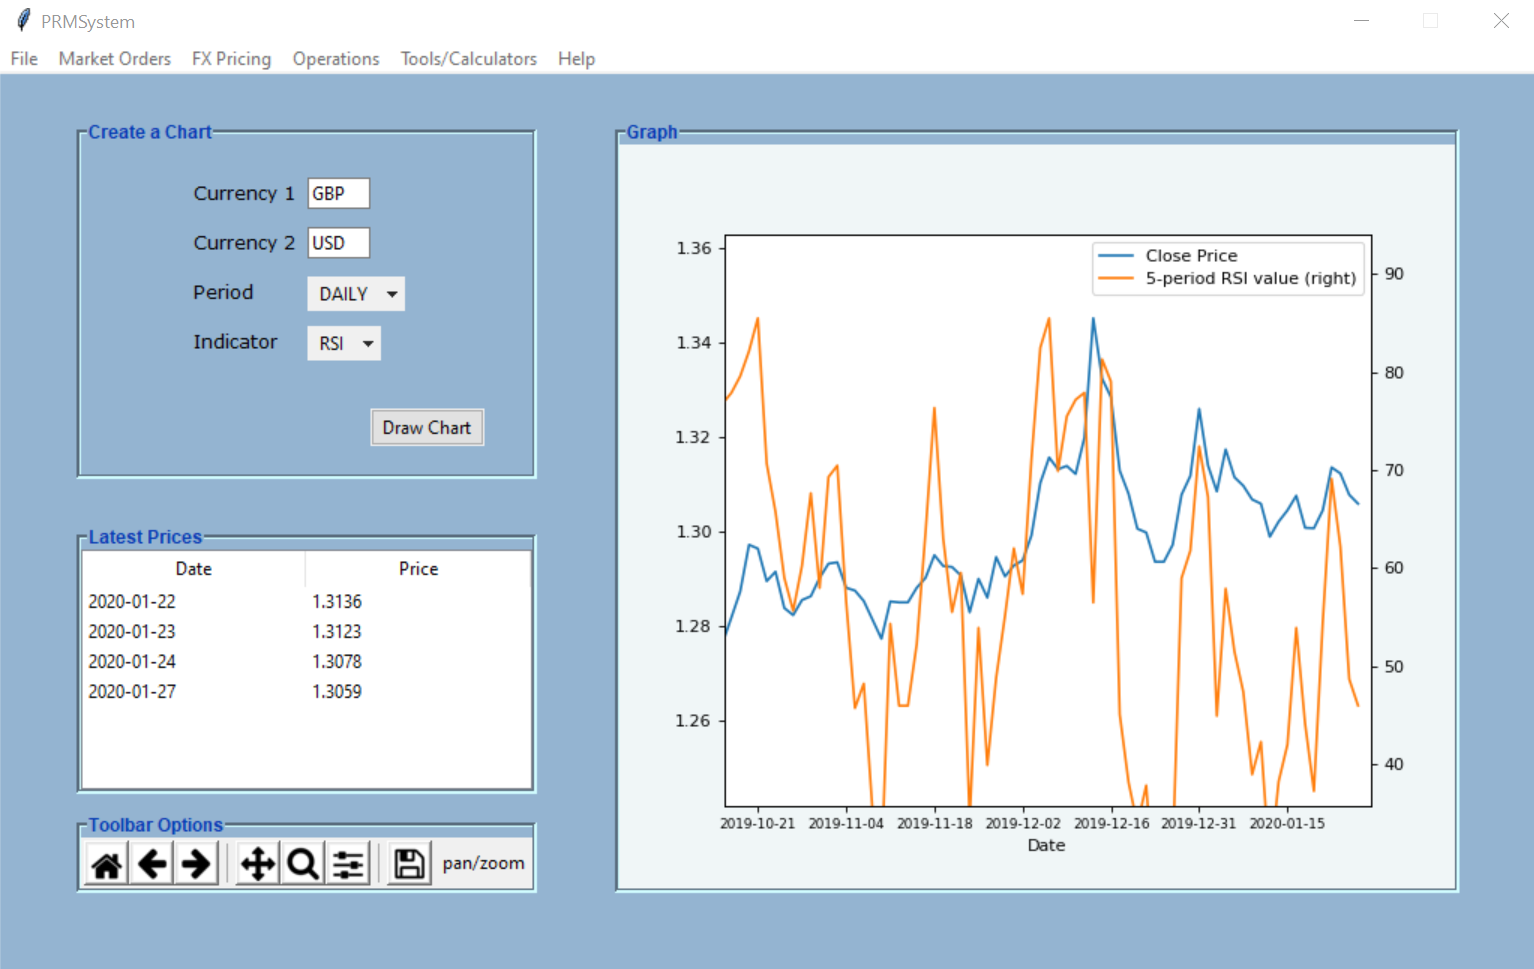 PRMSystem
File Market Orders FX Pricing Operations Tools/Calculators Help
Create a Chart
Currency 1 GBP
Currency 2 USD
Period DAILY
Indicator RSI
Draw Chart
Latest Prices
Date Price
2020-01-22 1.3136
2020-01-23 1.3123
2020-01-24 1.3078
2020-01-27 1.3059
Toolbar Options
pan/zoom
Graph
Close Price
5-period RSI value (right)
1.36
1.34
1.32
1.30
1.28
1.26
90
80
70
60
50
40
2019-10-21 2019-11-04 2019-11-18 2019-12-02 2019-12-16 2019-12-31 2020-01-15
Date